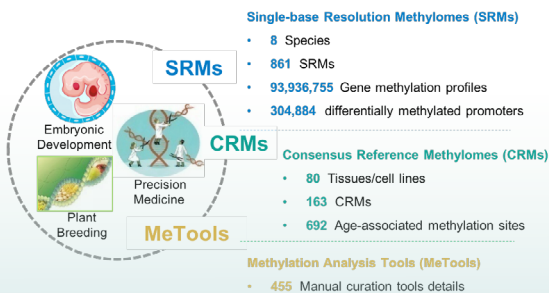 Single-base Resolution Methylomes (SRMs)
• 8 Species
• 861 SRMs
• 93,936,755 Gene methylation profiles
• 304,884 differentially methylated promoters
SRMs
Embryonic
Development
CRMs
Precision
Medicine
Plant
Breeding
MeTools
Consensus Reference Methylomes (CRMs)
• 80 Tissues/cell lines
• 163 CRMs
• 692 Age-associated methylation sites
Methylation Analysis Tools (MeTools)
• 455 Manual curation tools details